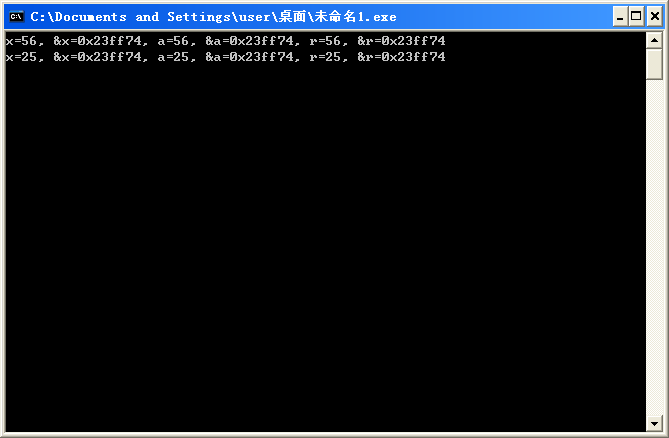 C:\Documents and Settings\user\桌面\未命名1.exe
x=56, &x=0x23ff74, a=56, &a=0x23ff74, r=56, &r=0x23ff74
x=25, &x=0x23ff74, a=25, &a=0x23ff74, r=25, &r=0x23ff74